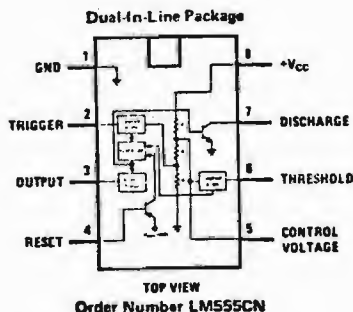 Dual-In-Line Package
1
GND
8
+VCC
2
TRIGGER
7
DISCHARGE
3
OUTPUT
6
THRESHOLD
4
RESET
5
CONTROL
VOLTAGE
TOP VIEW
Order Number LM555CN